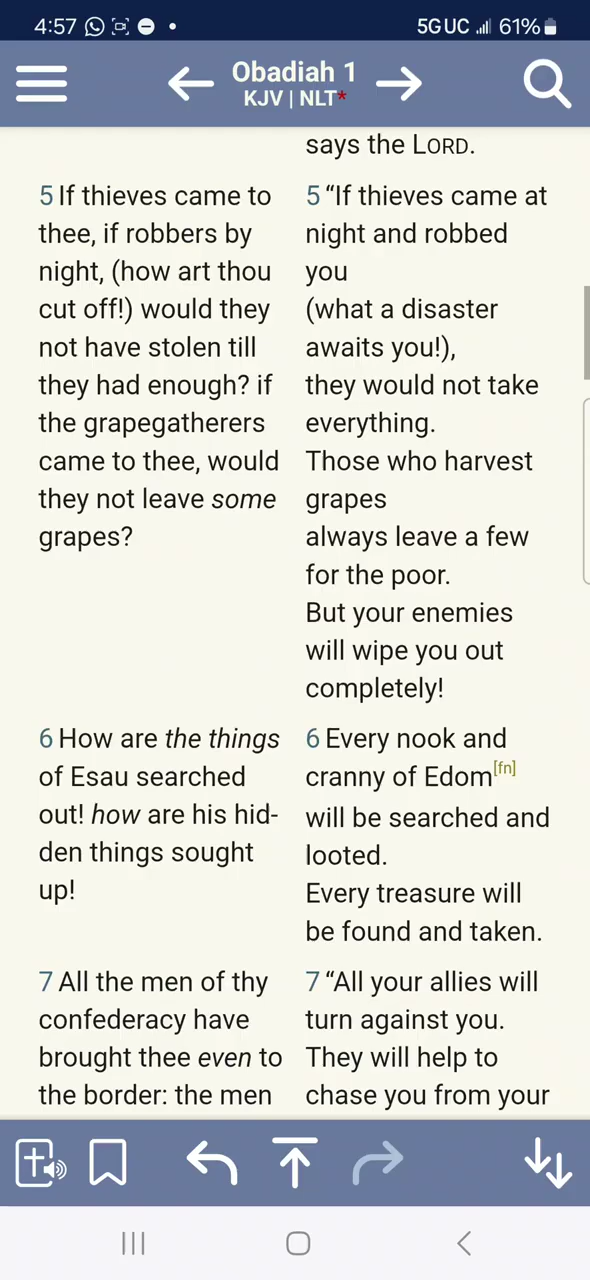 4:57
5G UC 61%
Obadiah 1
KJV | NLT*
says the LORD.
5 If thieves came to
thee, if robbers by
night, (how art thou
cut off!) would they
not have stolen till
they had enough? if
the grapegatherers
came to thee, would
they not leave some
grapes?
5 “If thieves came at
night and robbed
you
(what a disaster
awaits you!),
they would not take
everything.
Those who harvest
grapes
always leave a few
for the poor.
But your enemies
will wipe you out
completely!
6 How are the things
of Esau searched
out! how are his hid-
den things sought
up!
6 Every nook and
cranny of Edom[fn]
will be searched and
looted.
Every treasure will
be found and taken.
7 All the men of thy
confederacy have
brought thee even to
the border: the men
7 “All your allies will
turn against you.
They will help to
chase you from your